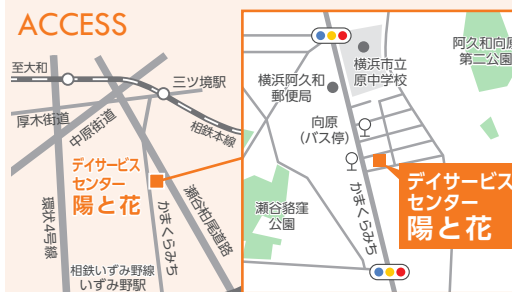 ACCESS
至大和
三ツ境駅
厚木街道
中原街道
相鉄本線
デイサービス
センター
陽と花
環状4号線
かまくらみち
瀬谷柏尾道路
相鉄いずみ野線
いずみ野駅
横浜市立
原中学校
阿久和向原
第二公園
横浜阿久和
郵便局
向原
（バス停）
瀬谷貉窪
公園
かまくらみち
デイサービス
センター
陽と花